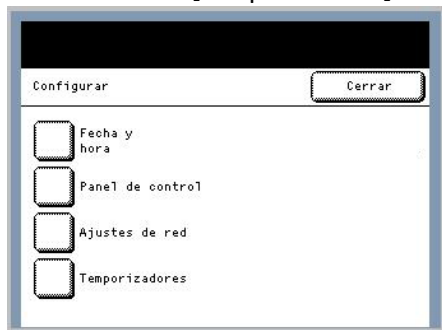 Configurar
Cerrar
Fecha y
hora
Panel de control
Ajustes de red
Temporizadores